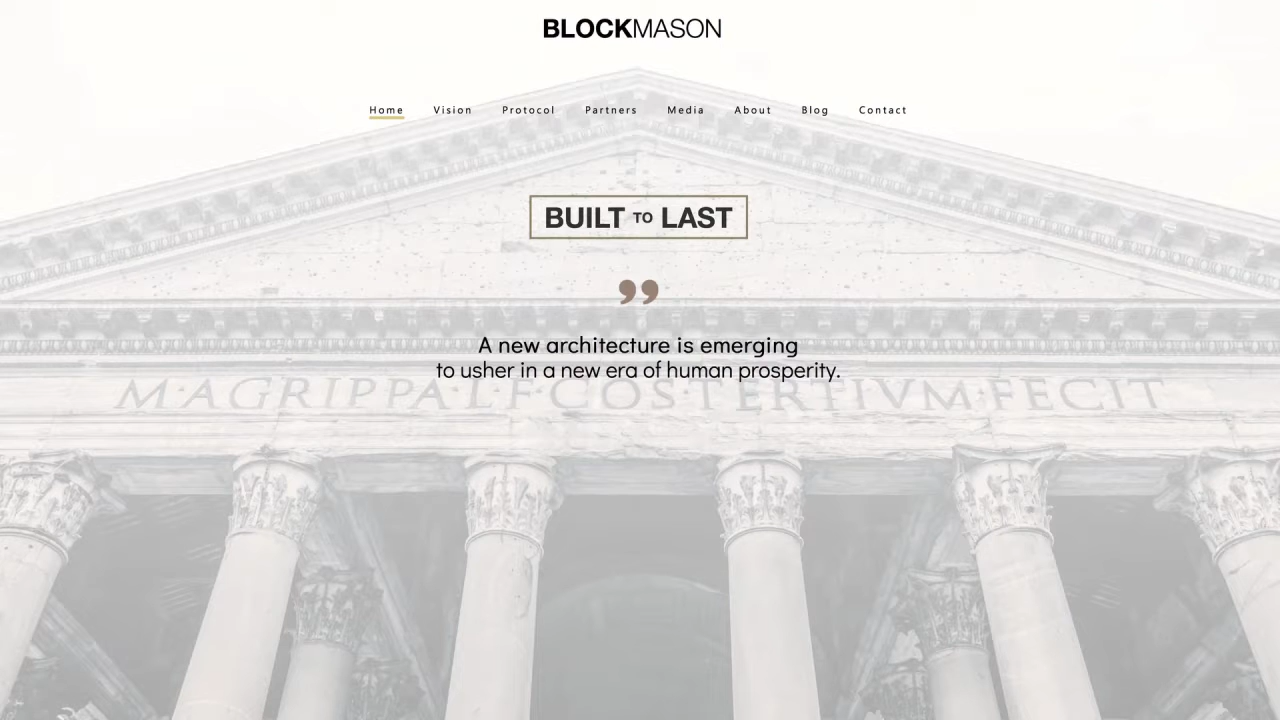 BLOCKMASON
Home Vision Protocol Partners Media About Blog Contact
BUILT TO LAST
”
A new architecture is emerging
to usher in a new era of human prosperity.
M·AGRIPPA·L·F·COS·TERTIVM·FECIT